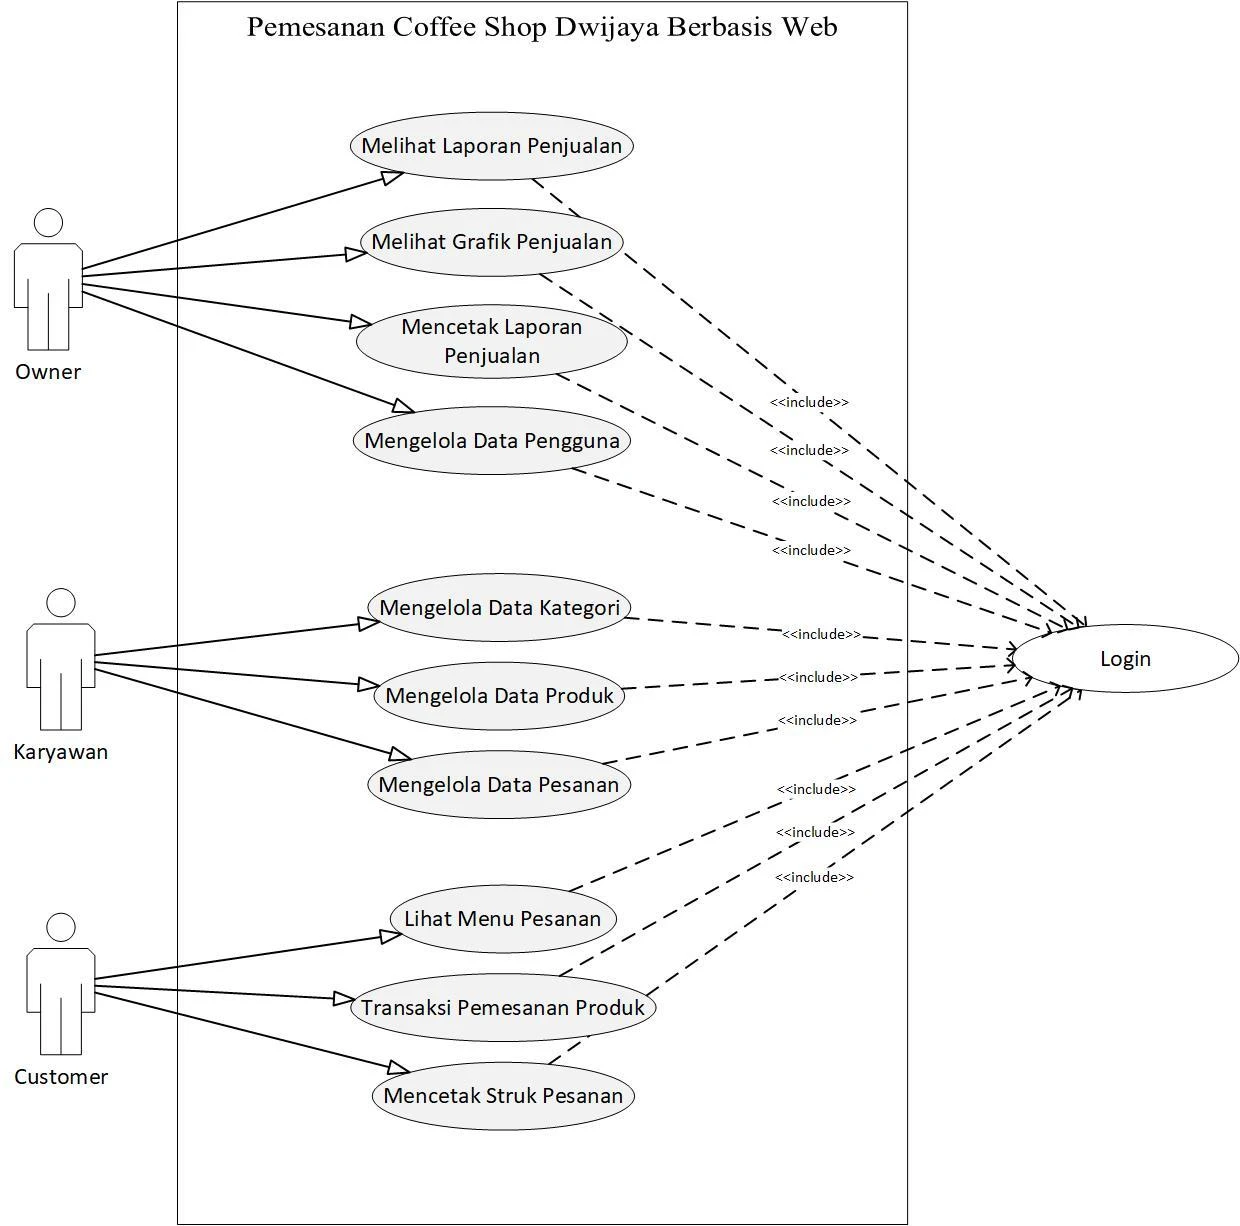 Pemesanan Coffee Shop Dwijaya Berbasis Web
Melihat Laporan Penjualan
Melihat Grafik Penjualan
Mencetak Laporan
Penjualan
Owner
<<include>>
Mengelola Data Pengguna
<<include>>
<<include>>
<<include>>
Mengelola Data Kategori
<<include>>
Login
<<include>>
Mengelola Data Produk
<<include>>
Karyawan
Mengelola Data Pesanan
<<include>>
<<include>>
<<include>>
Lihat Menu Pesanan
Transaksi Pemesanan Produk
Customer
Mencetak Struk Pesanan